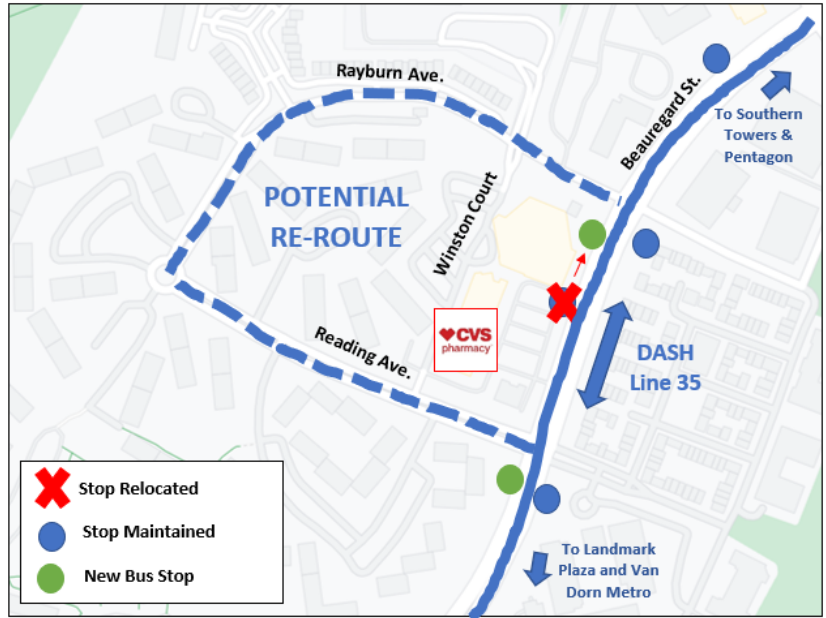 Rayburn Ave.
Beauregard St.
To Southern
Towers &
Pentagon
POTENTIAL
RE-ROUTE
Winston Court
CVS
pharmacy
Reading Ave.
DASH
Line 35
Stop Relocated
Stop Maintained
New Bus Stop
To Landmark
Plaza and Van
Dorn Metro